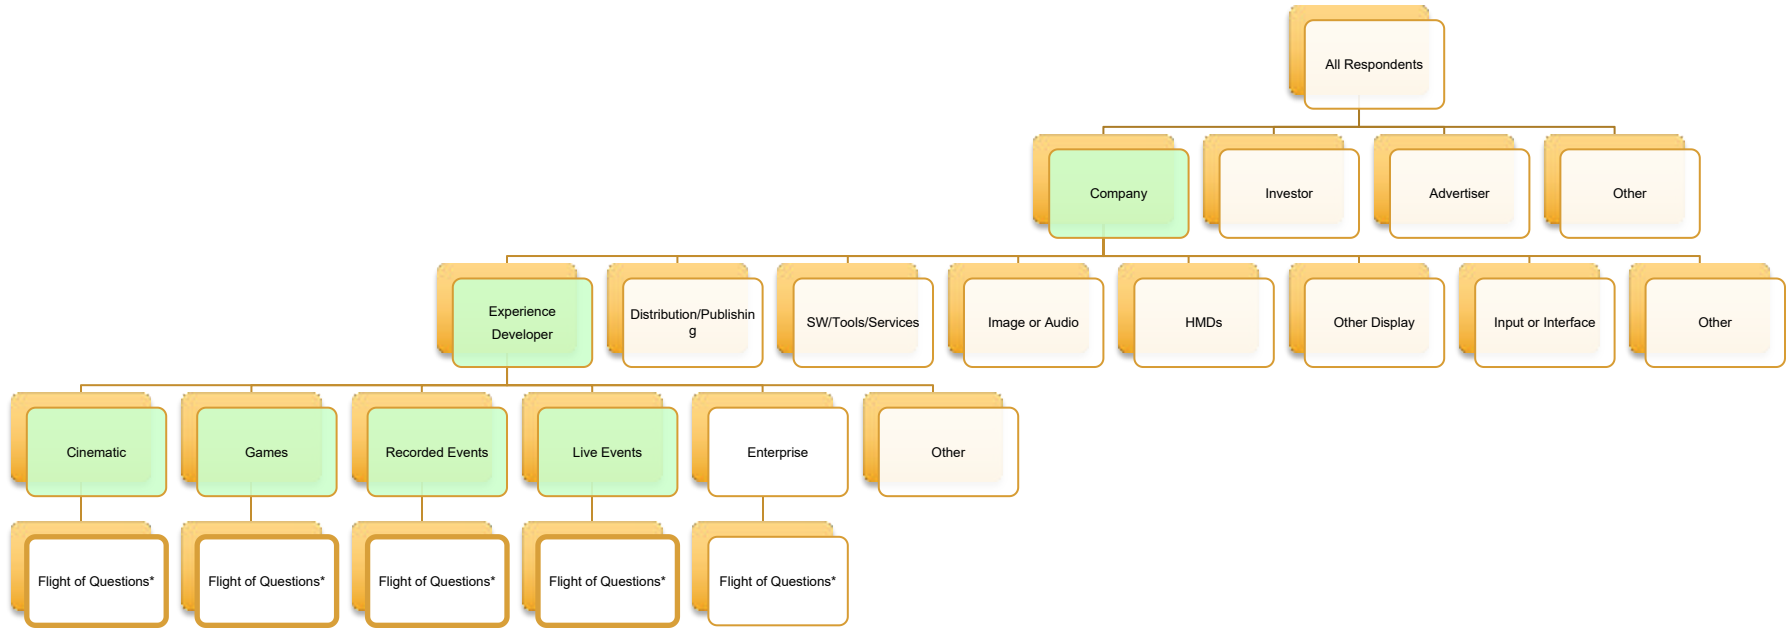 All Respondents
Company
Investor
Advertiser
Other
Experience
Developer
Distribution/Publishin
g
SW/Tools/Services
Image or Audio
HMDs
Other Display
Input or Interface
Other
Cinematic
Games
Recorded Events
Live Events
Enterprise
Other
Flight of Questions*
Flight of Questions*
Flight of Questions*
Flight of Questions*
Flight of Questions*